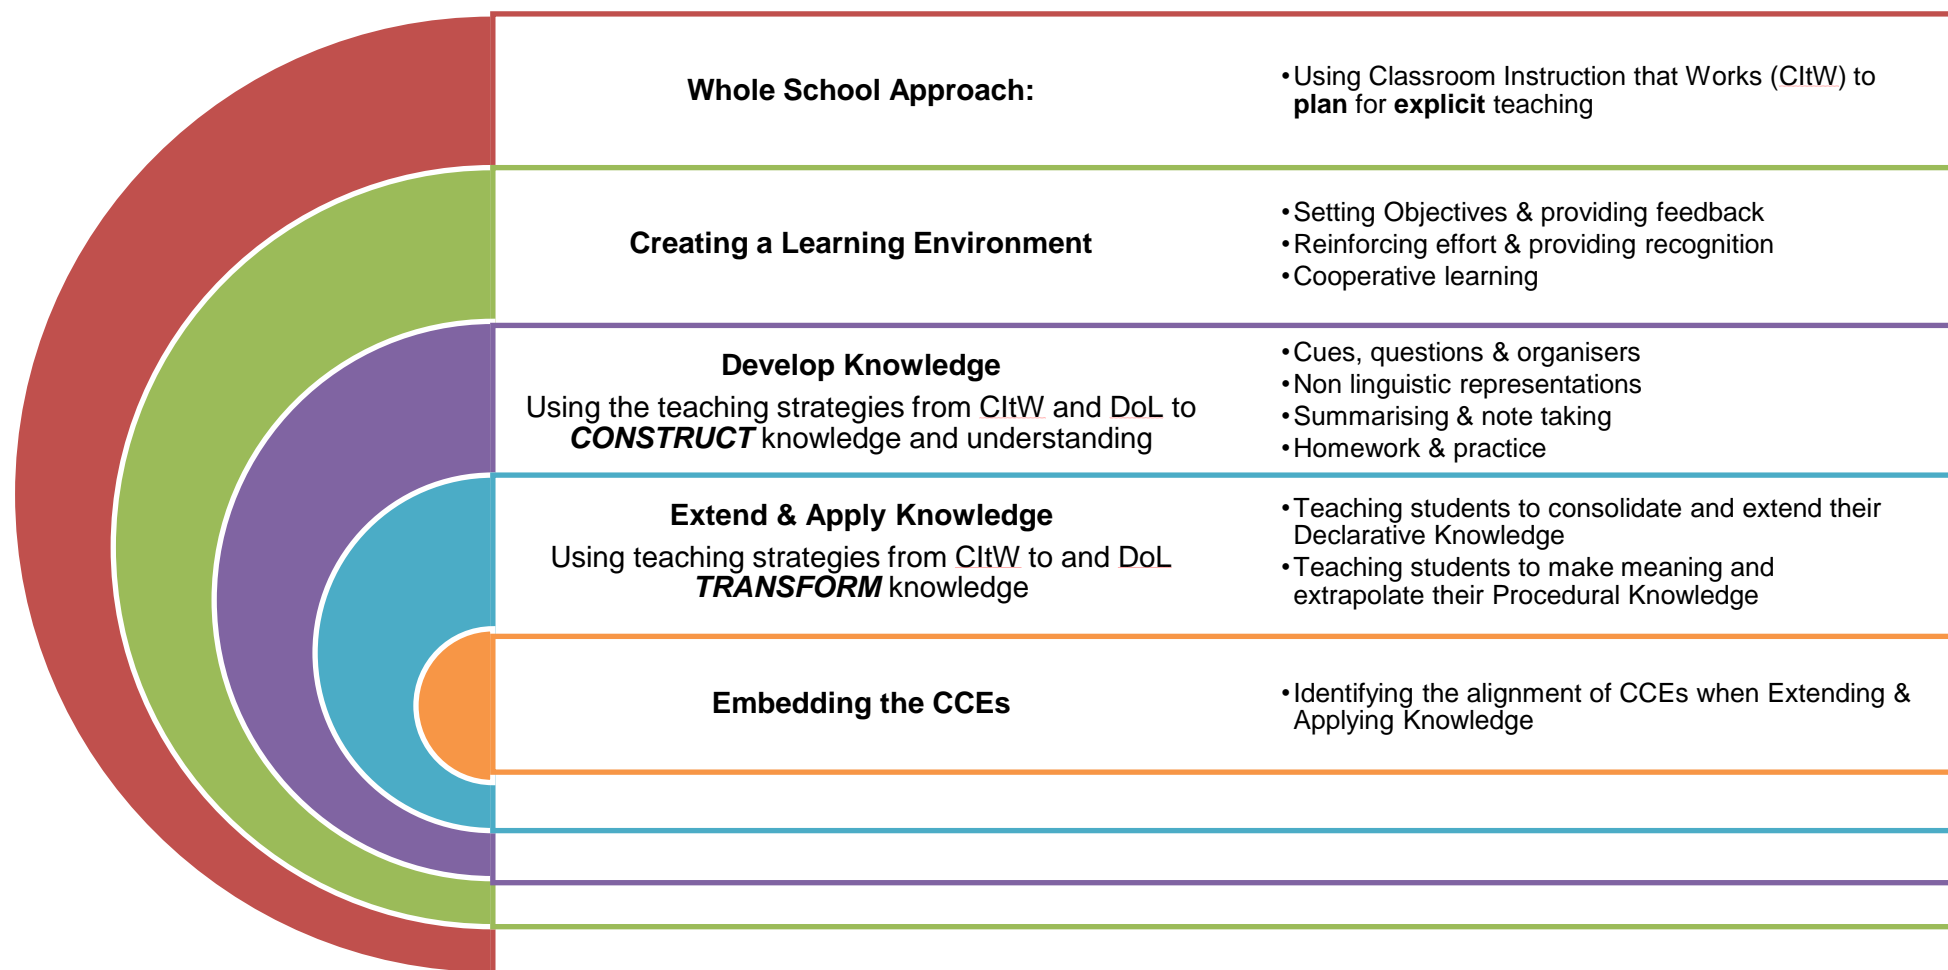 Whole School Approach:
•Using Classroom Instruction that Works (CItW) to
plan for explicit teaching
Creating a Learning Environment
•Setting Objectives & providing feedback
•Reinforcing effort & providing recognition
•Cooperative learning
Develop Knowledge
Using the teaching strategies from CItW and DoL to
CONSTRUCT knowledge and understanding
•Cues, questions & organisers
•Non linguistic representations
•Summarising & note taking
•Homework & practice
Extend & Apply Knowledge
Using teaching strategies from CItW to and DoL
TRANSFORM knowledge
•Teaching students to consolidate and extend their
Declarative Knowledge
•Teaching students to make meaning and
extrapolate their Procedural Knowledge
Embedding the CCEs
•Identifying the alignment of CCEs when Extending &
Applying Knowledge